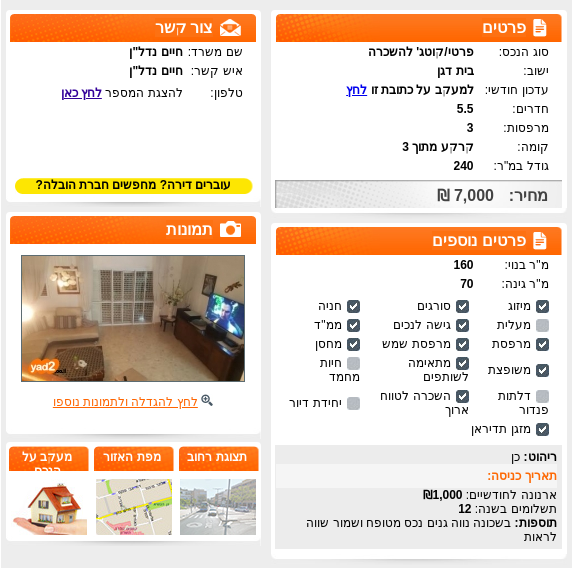 פרטים
סוג הנכס: פרטי/קוטג' להשכרה
ישוב: בית דגן
עדכון חודשי: למעקב על כתובת זו לחץ
חדרים: 5.5
מרפסות: 3
קומה: קרקע מתוך 3
גודל במ"ר: 240
מחיר: 7,000 ₪
פרטים נוספים
מ"ר בנוי: 160
מ"ר גינה: 70
מיזוג סורגים חניה
מעלית גישה לנכים ממ"ד
מרפסת מרפסת שמש מחסן
משופצת מתאימה לשותפים חיות מחמד
דלתות פנדור השכרה לטווח ארוך יחידת דיור
מזגן תדיראן
ריהוט: כן
תאריך כניסה:
ארנונה לחודשיים: 1,000₪
תשלומים בשנה: 12
תוספות: בשכונה נווה גנים נכס מטופח ושמור שווה
לראות
צור קשר
שם משרד: חיים נדל"ן
איש קשר: חיים נדל"ן
טלפון: להצגת המספר לחץ כאן
עוברים דירה? מחפשים חברת הובלה?
תמונות
yad2
לחץ להגדלה ולתמונות נוספו
תצוגת רחוב
מפת האזור
מעקב על
הנכס